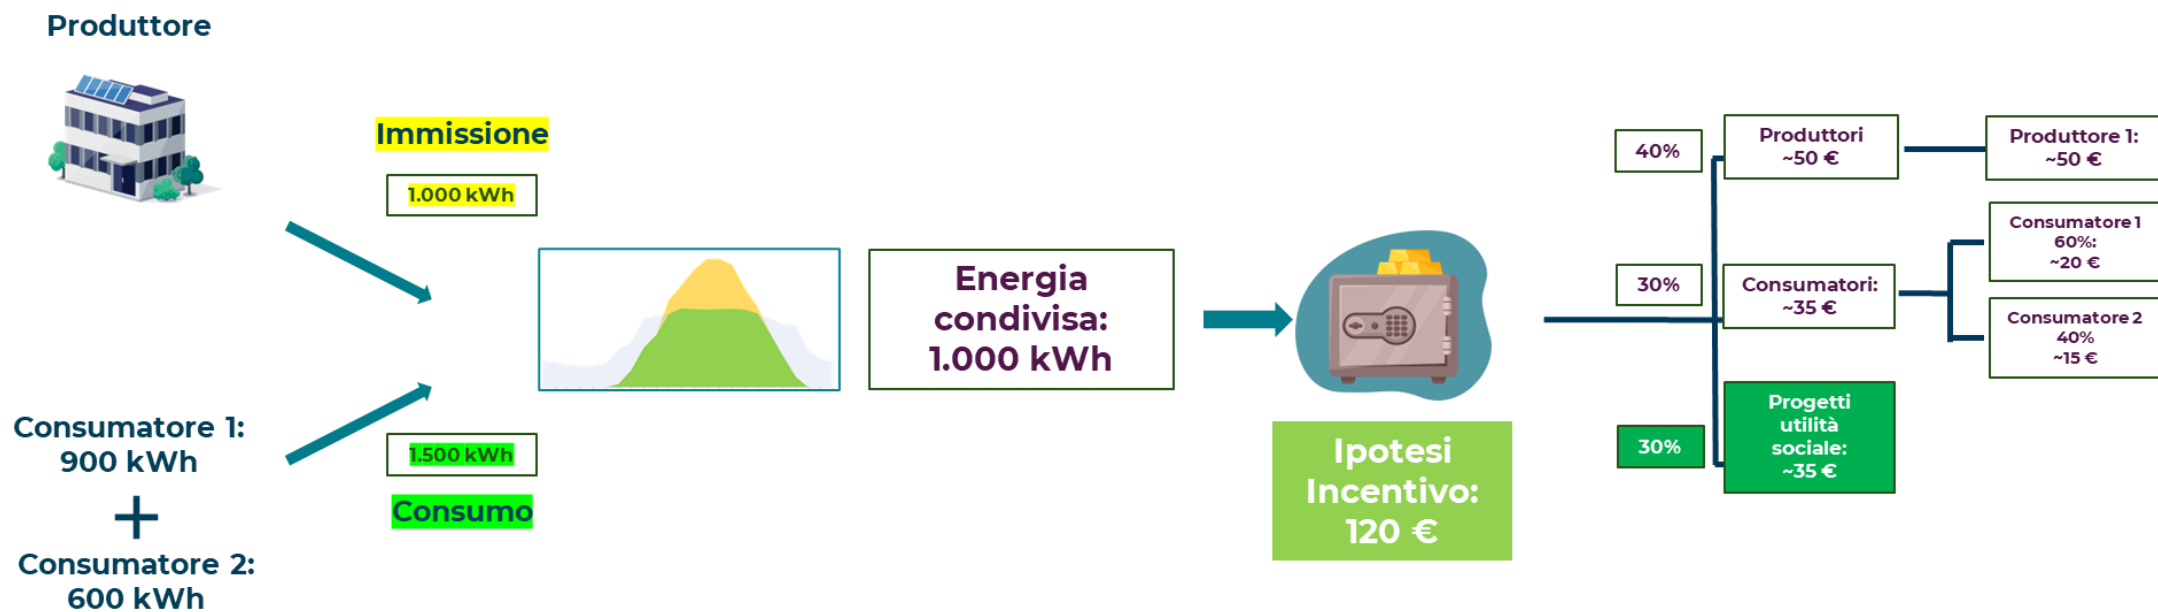 Produttore
Immissione
1.000 kWh
Consumatore 1:
900 kWh
+
Consumatore 2:
600 kWh
1.500 kWh
Consumo
Energia
condivisa:
1.000 kWh
Ipotesi
Incentivo:
120 €
40%
Produttori
~50 €
Produttore 1:
~50 €
30%
Consumatori:
~35 €
Consumatore 1
60%:
~20 €
Consumatore 2
40%
~15 €
30%
Progetti
utilità
sociale:
~35 €